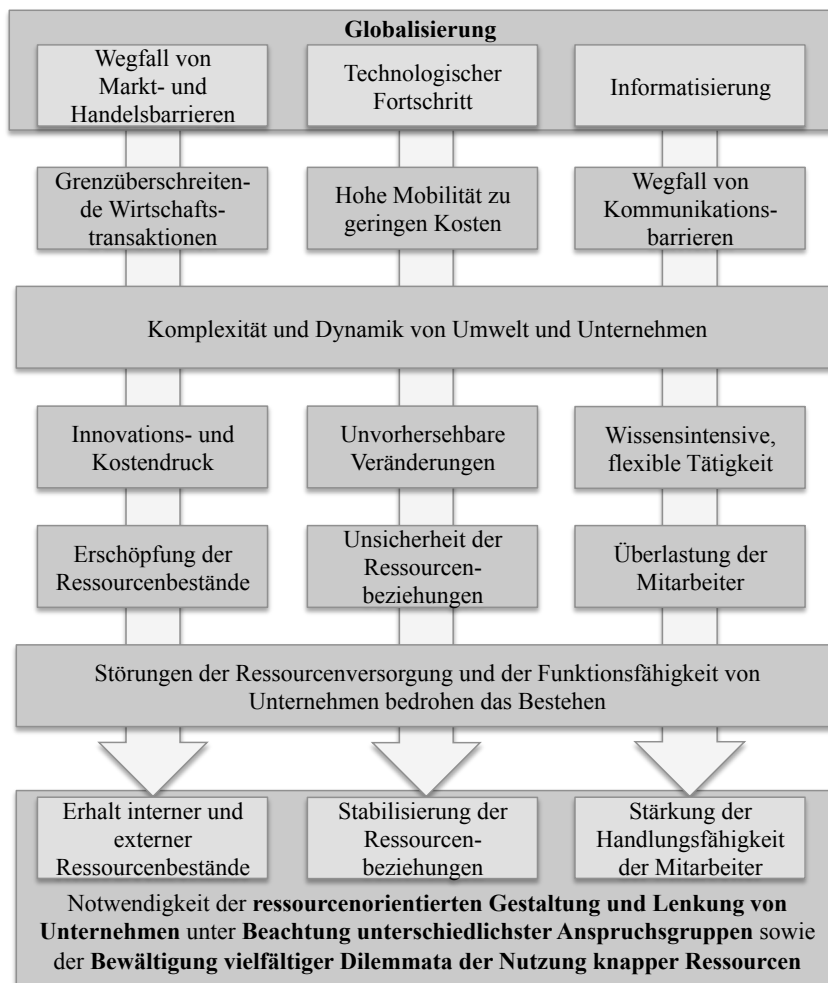 Globalisierung
Wegfall von
Markt- und
Handelsbarrieren
Technologischer
Fortschritt
Informatisierung
Grenzüberschreiten-
de Wirtschafts-
transaktionen
Hohe Mobilität zu
geringen Kosten
Wegfall von
Kommunikations-
barrieren
Komplexität und Dynamik von Umwelt und Unternehmen
Innovations- und
Kostendruck
Unvorhersehbare
Veränderungen
Wissensintensive,
flexible Tätigkeit
Erschöpfung der
Ressourcenbestände
Unsicherheit der
Ressourcen-
beziehungen
Überlastung der
Mitarbeiter
Störungen der Ressourcenversorgung und der Funktionsfähigkeit von
Unternehmen bedrohen das Bestehen
Erhalt interner und
externer
Ressourcenbestände
Stabilisierung der
Ressourcen-
beziehungen
Stärkung der
Handlungsfähigkeit
der Mitarbeiter
Notwendigkeit der ressourcenorientierten Gestaltung und Lenkung von
Unternehmen unter Beachtung unterschiedlichster Anspruchsgruppen sowie
der Bewältigung vielfältiger Dilemmata der Nutzung knapper Ressourcen